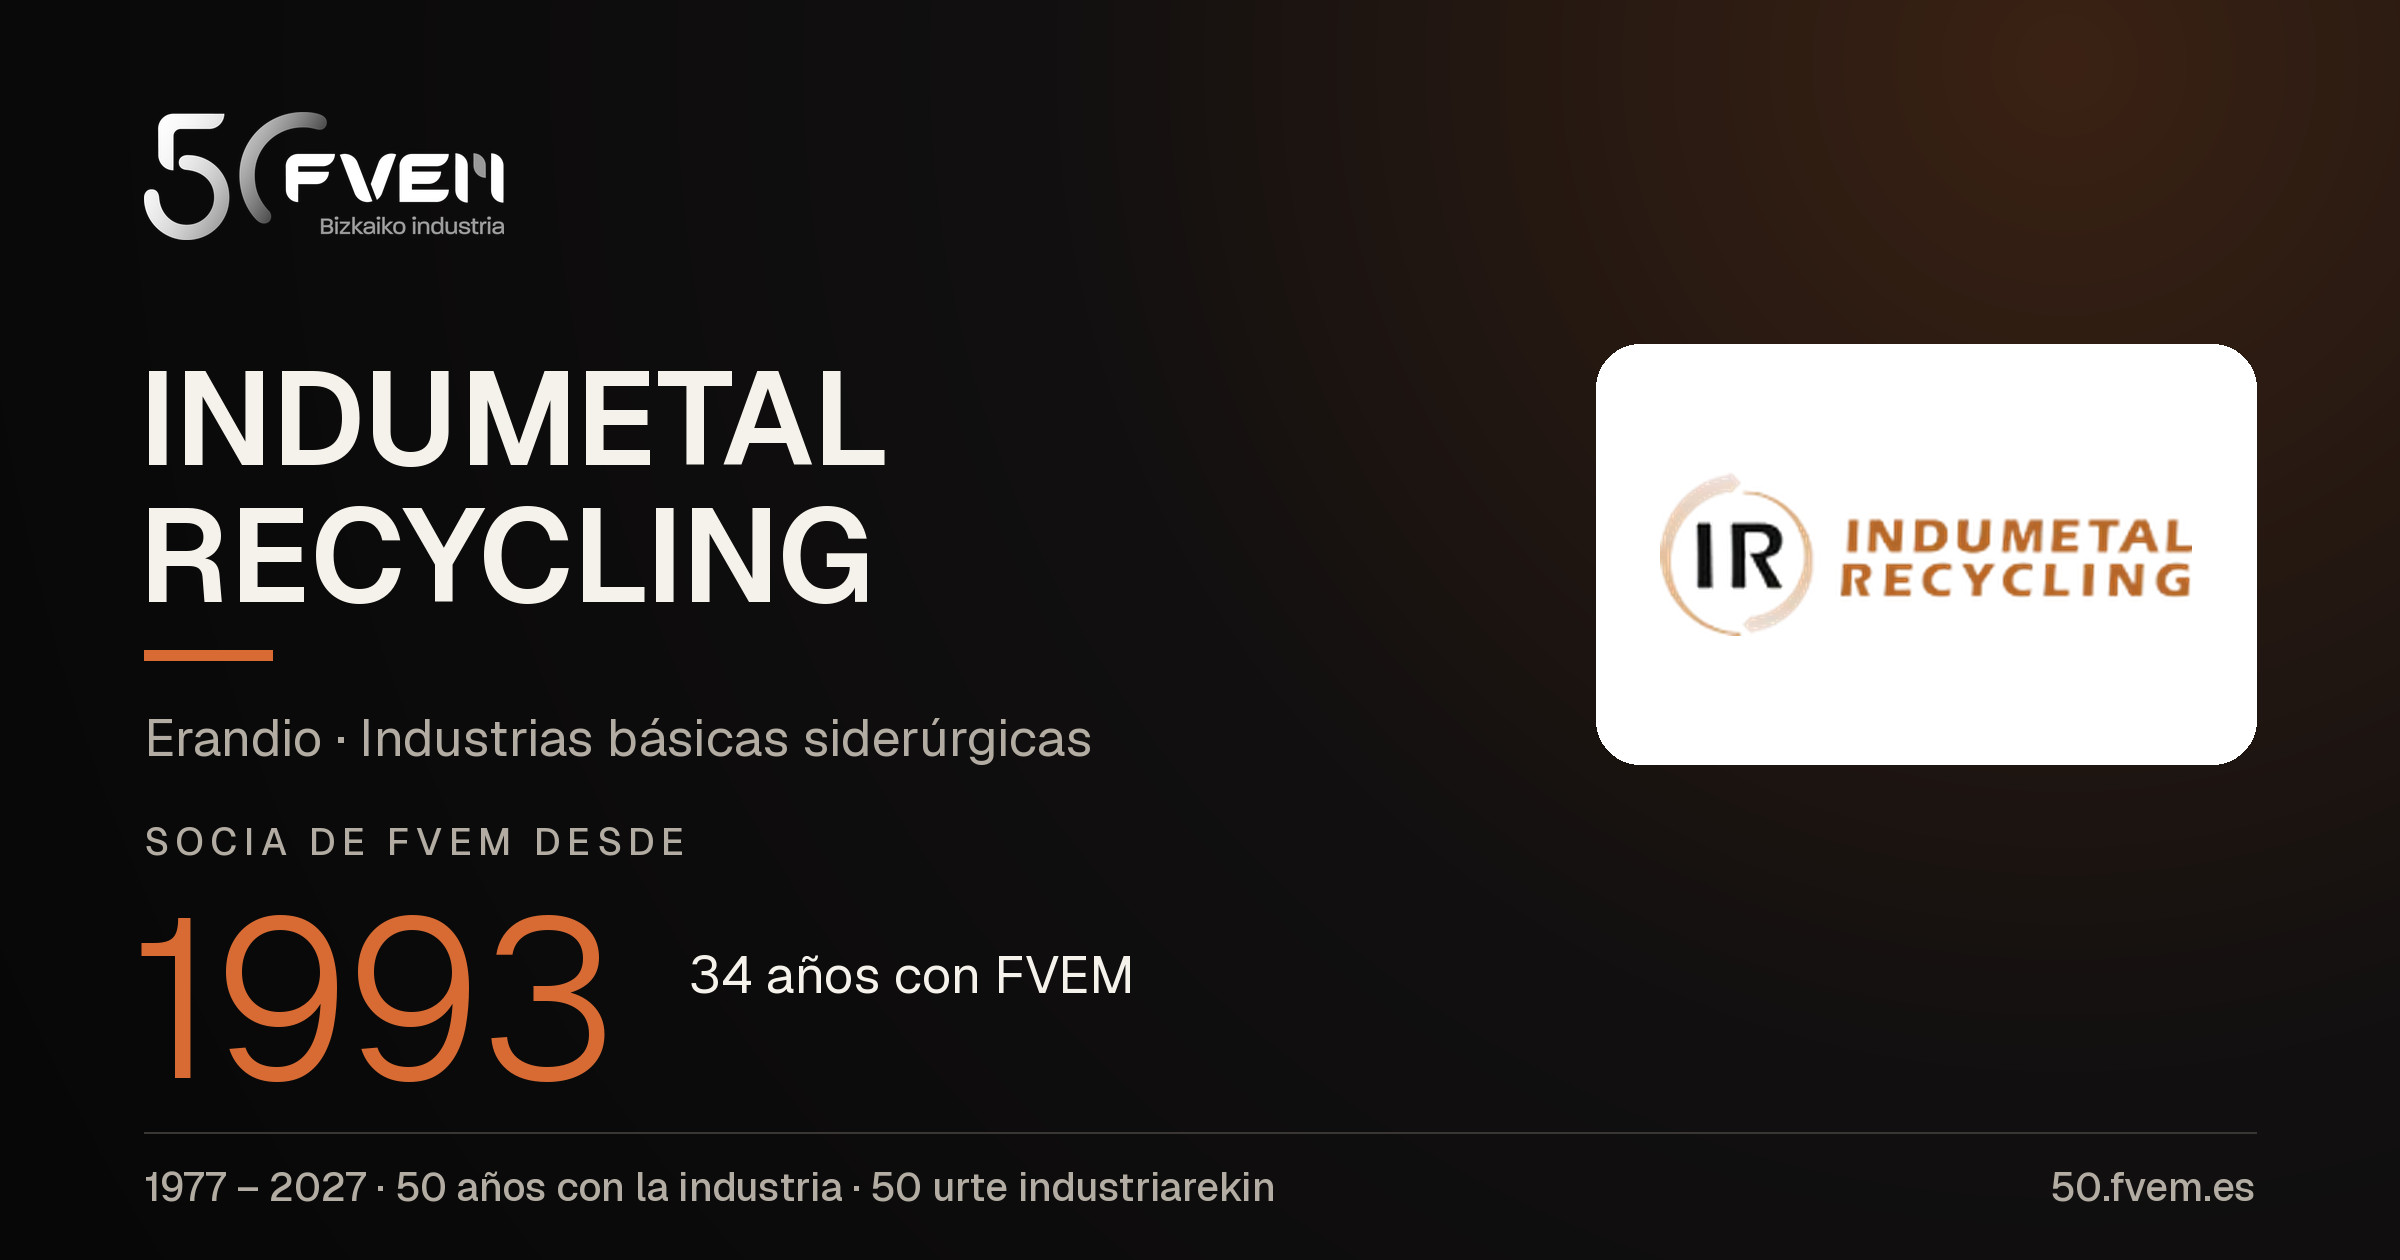 50 FVEM
Bizkaiko industria
INDUMETAL
RECYCLING
IR
INDUMETAL
RECYCLING
Erandio · Industrias básicas siderúrgicas
SOCIA DE FVEM DESDE
1993
34 años con FVEM
1977 – 2027 · 50 años con la industria · 50 urte industriarekin
50.fvem.es